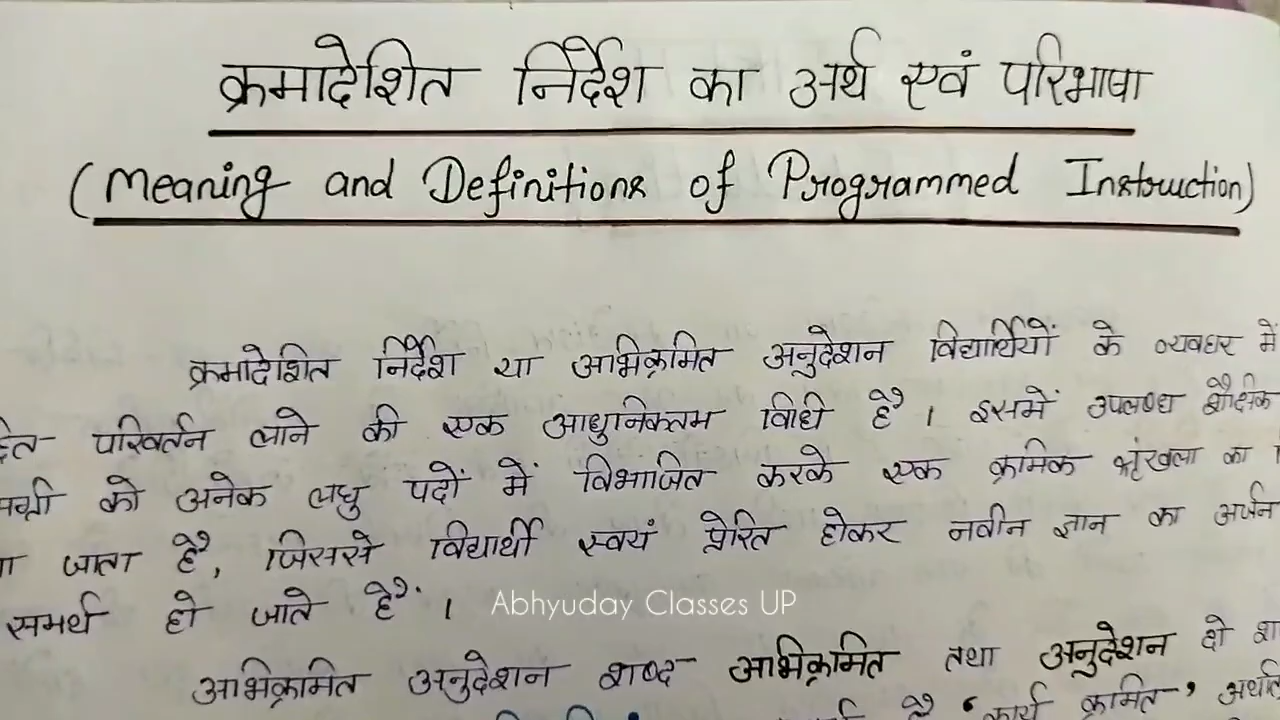 क्रमादेशित निर्देश का अर्थ एवं परिभाषा
(Meaning and Definitions of Programmed Instruction)
क्रमादेशित निर्देश या अभिक्रमित अनुदेशन विद्यार्थियों के व्यवहार में
परिवर्तन लाने की एक आधुनिकतम विधि है। इसमें उपलब्ध शैक्षिक
को अनेक लघु पदों में विभाजित करके एक क्रमिक श्रृंखला का
जाता है, जिससे विद्यार्थी स्वयं प्रेरित होकर नवीन ज्ञान का अर्जन
समर्थ हो जाते हैं।
Abhyuday Classes UP
अभिक्रमित अनुदेशन शब्द अभिक्रमित तथा अनुदेशन दो
है 'कार्य क्रमित' अर्थात